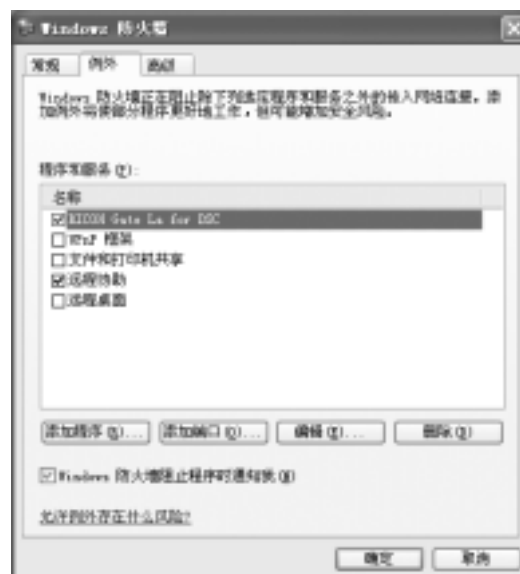 Windows 防火墙
常规 例外 高级
Windows 防火墙正在阻止除下列选定程序和服务之外的传入网络连接。添
加例外将使部分程序更好地工作，但可能增加安全风险。
程序和服务(P):
名称
RICOH Gate La for DSC
UPnP 框架
文件和打印机共享
远程协助
远程桌面
添加程序(R)... 添加端口(O)... 编辑(E)... 删除(D)
Windows 防火墙阻止程序时通知我(N)
允许例外存在什么风险?
确定 取消